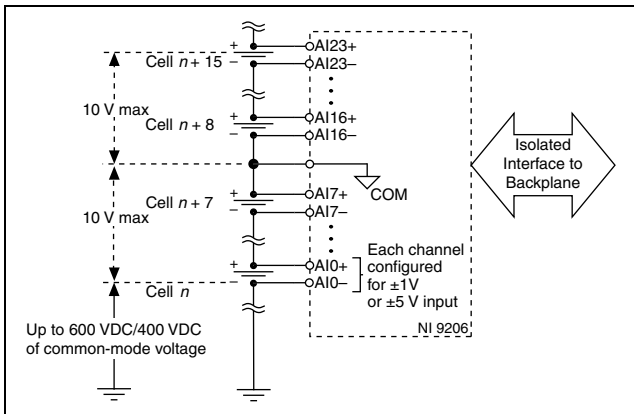 +
Cell n + 15
–
AI23+
AI23–
10 V max
+
Cell n + 8
–
AI16+
AI16–
Isolated
Interface to
Backplane
COM
+
Cell n + 7
–
AI7+
AI7–
10 V max
+
–
Cell n
AI0+
AI0–
Each channel
configured
for ±1V
or ±5 V input
NI 9206
Up to 600 VDC/400 VDC
of common-mode voltage